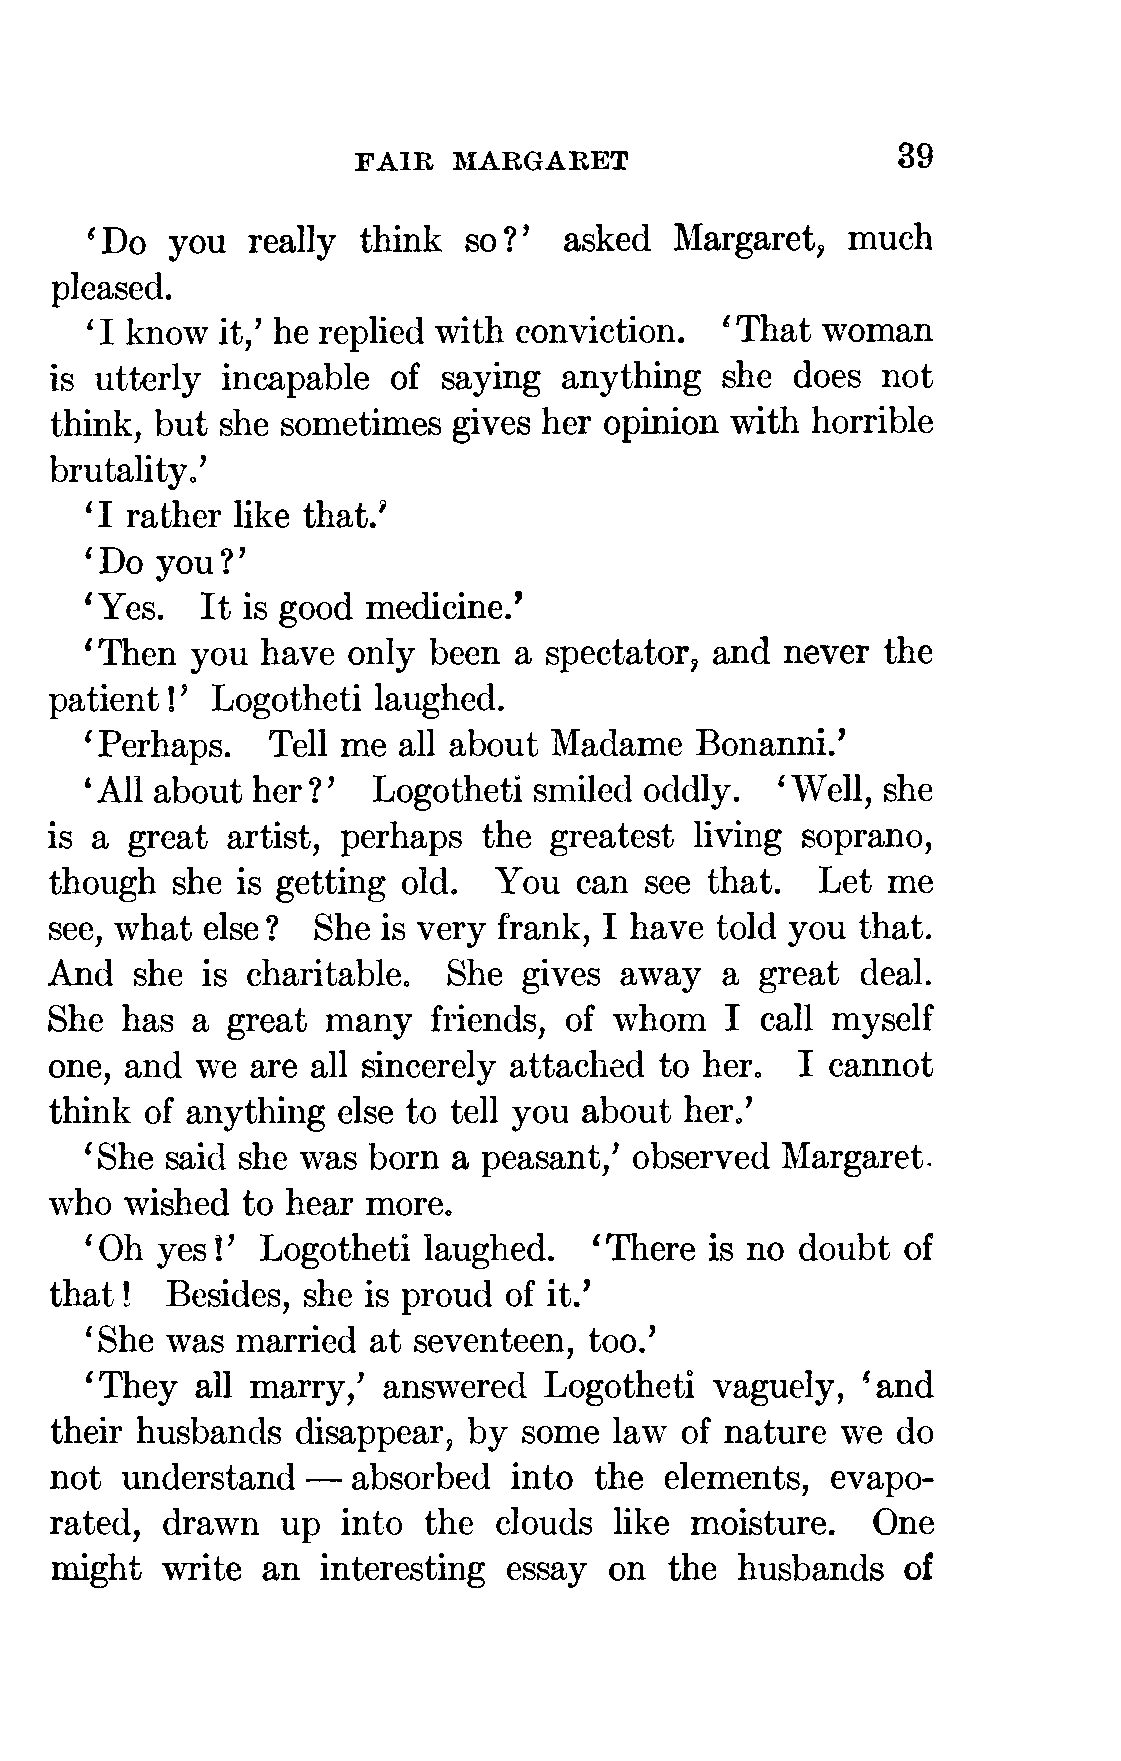 FAIR MARGARET 39
‘Do you really think so?’ asked Margaret, much
pleased.
‘I know it,’ he replied with conviction. ‘That woman
is utterly incapable of saying anything she does not
think, but she sometimes gives her opinion with horrible
brutality.’
‘I rather like that.’
‘Do you?’
‘Yes. It is good medicine.’
‘Then you have only been a spectator, and never the
patient!’ Logotheti laughed.
‘Perhaps. Tell me all about Madame Bonanni.’
‘All about her?’ Logotheti smiled oddly. ‘Well, she
is a great artist, perhaps the greatest living soprano,
though she is getting old. You can see that. Let me
see, what else? She is very frank, I have told you that.
And she is charitable. She gives away a great deal.
She has a great many friends, of whom I call myself
one, and we are all sincerely attached to her. I cannot
think of anything else to tell you about her.’
‘She said she was born a peasant,’ observed Margaret.
who wished to hear more.
‘Oh yes!’ Logotheti laughed. ‘There is no doubt of
that! Besides, she is proud of it.’
‘She was married at seventeen, too.’
‘They all marry,’ answered Logotheti vaguely, ‘and
their husbands disappear, by some law of nature we do
not understand — absorbed into the elements, evapo-
rated, drawn up into the clouds like moisture. One
might write an interesting essay on the husbands of